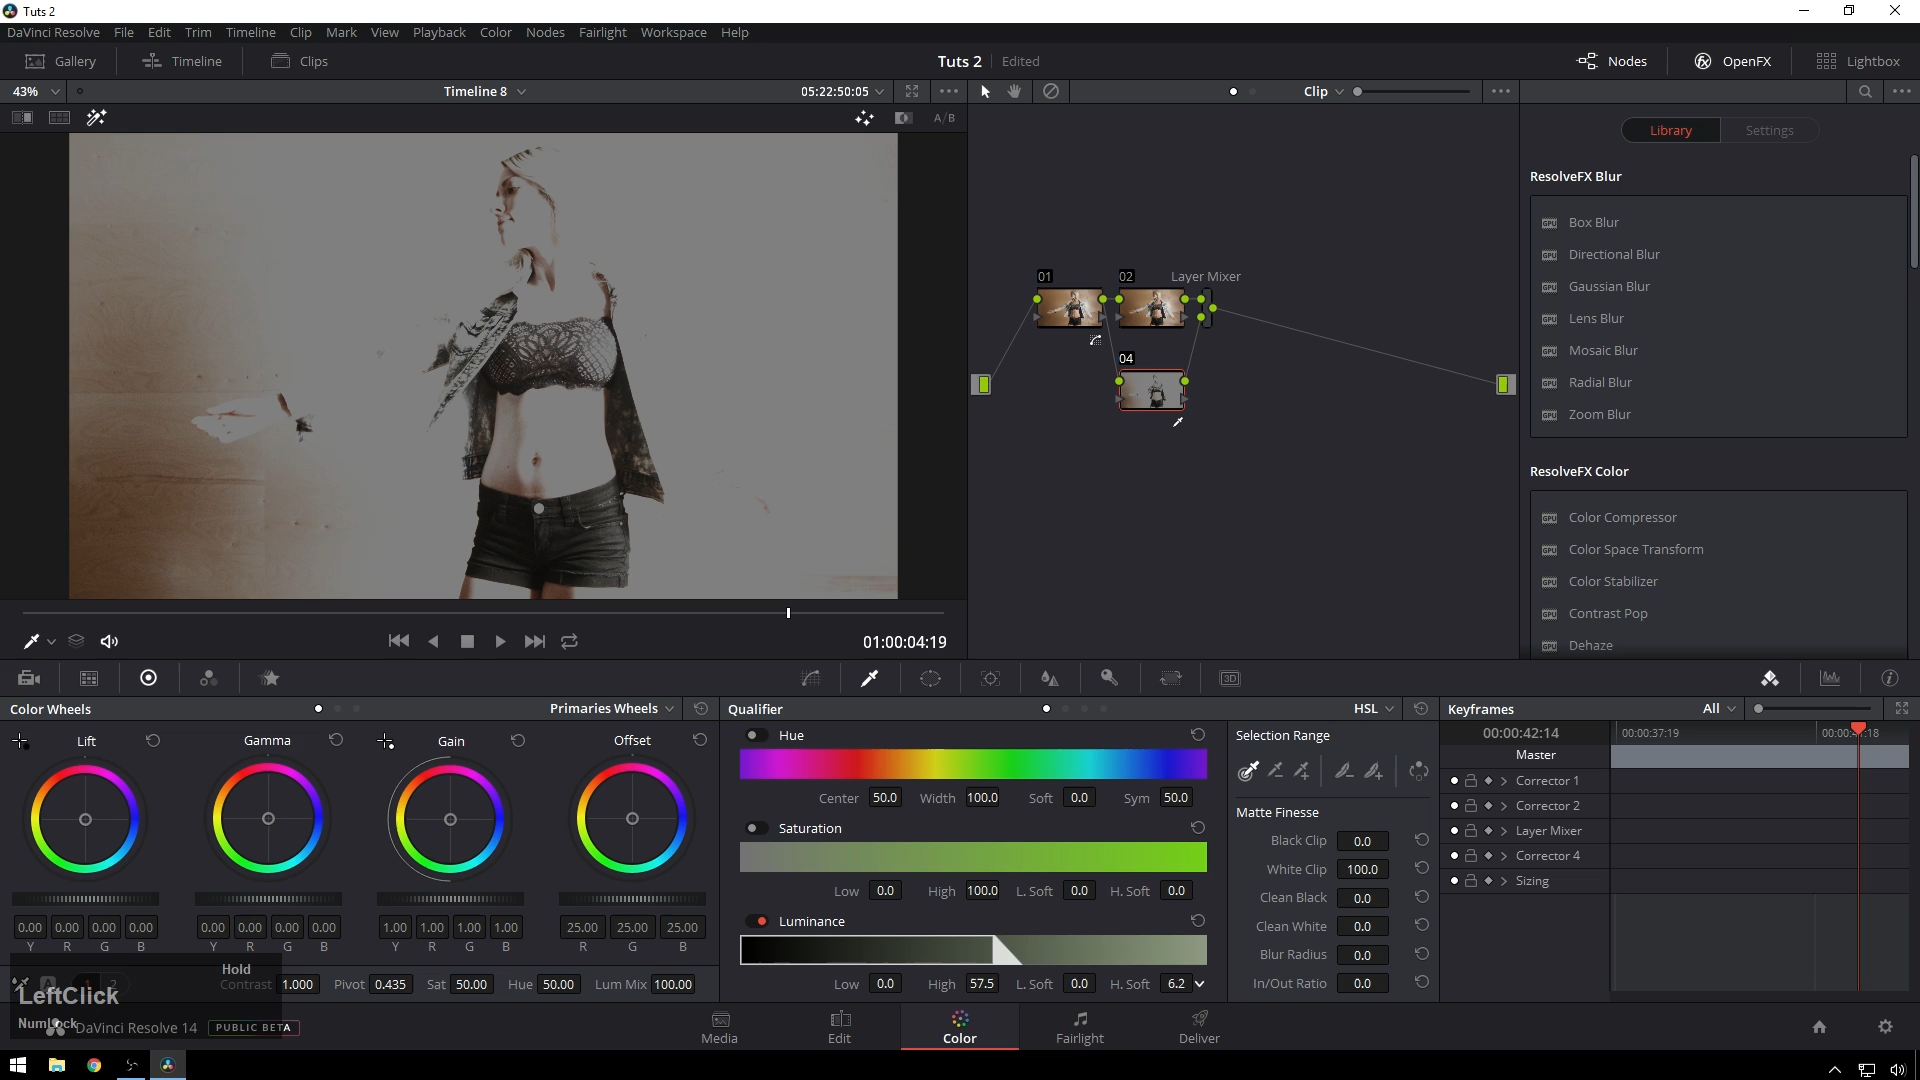 Tuts 2
DaVinci Resolve File Edit Trim Timeline Clip Mark View Playback Color Nodes Fairlight Workspace Help
Gallery Timeline Clips Tuts 2 Edited Nodes OpenFX Lightbox
43% Timeline 8 05:22:50:05 Clip
A/B
Library Settings
ResolveFX Blur
Box Blur
Directional Blur
Gaussian Blur
Lens Blur
Mosaic Blur
Radial Blur
Zoom Blur
ResolveFX Color
Color Compressor
Color Space Transform
Color Stabilizer
Contrast Pop
Dehaze
01 02 Layer Mixer
04
01:00:04:19
3D
Color Wheels Primaries Wheels
Lift Gamma Gain Offset
0.00 0.00 0.00 0.00 0.00 0.00 0.00 0.00 1.00 1.00 1.00 1.00 25.00 25.00 25.00
Y R G B Y R G B Y R G B R G B
Contrast 1.000 Pivot 0.435 Sat 50.00 Hue 50.00 Lum Mix 100.00
Hold
LeftClick
NumLock
DaVinci Resolve 14 PUBLIC BETA
Qualifier HSL
Hue
Center 50.0 Width 100.0 Soft 0.0 Sym 50.0
Saturation
Low 0.0 High 100.0 L. Soft 0.0 H. Soft 0.0
Luminance
Low 0.0 High 57.5 L. Soft 0.0 H. Soft 6.2
Selection Range
Matte Finesse
Black Clip 0.0
White Clip 100.0
Clean Black 0.0
Clean White 0.0
Blur Radius 0.0
In/Out Ratio 0.0
Keyframes All
00:00:42:14 00:00:37:19
Master
Corrector 1
Corrector 2
Layer Mixer
Corrector 4
Sizing
Media Edit Color Fairlight Deliver